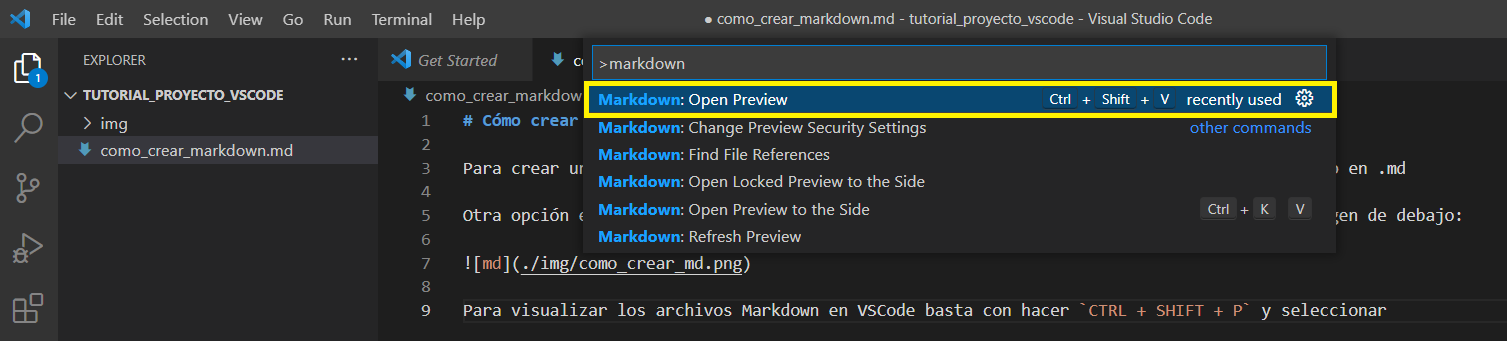 File Edit Selection View Go Run Terminal Help ● como_crear_markdown.md - tutorial_proyecto_vscode - Visual Studio Code
EXPLORER ···
1
TUTORIAL_PROYECTO_VSCODE
img
como_crear_markdown.md
Get Started
>markdown
Markdown: Open Preview Ctrl + Shift + V recently used
Markdown: Change Preview Security Settings other commands
Markdown: Find File References
Markdown: Open Locked Preview to the Side
Markdown: Open Preview to the Side Ctrl + K V
Markdown: Refresh Preview
como_crear_markdow
1 # Cómo crear
2
3 Para crear un en .md
4
5 Otra opción e gen de debajo:
6
7 ![md](./img/como_crear_md.png)
8
9 Para visualizar los archivos Markdown en VSCode basta con hacer `CTRL + SHIFT + P` y seleccionar